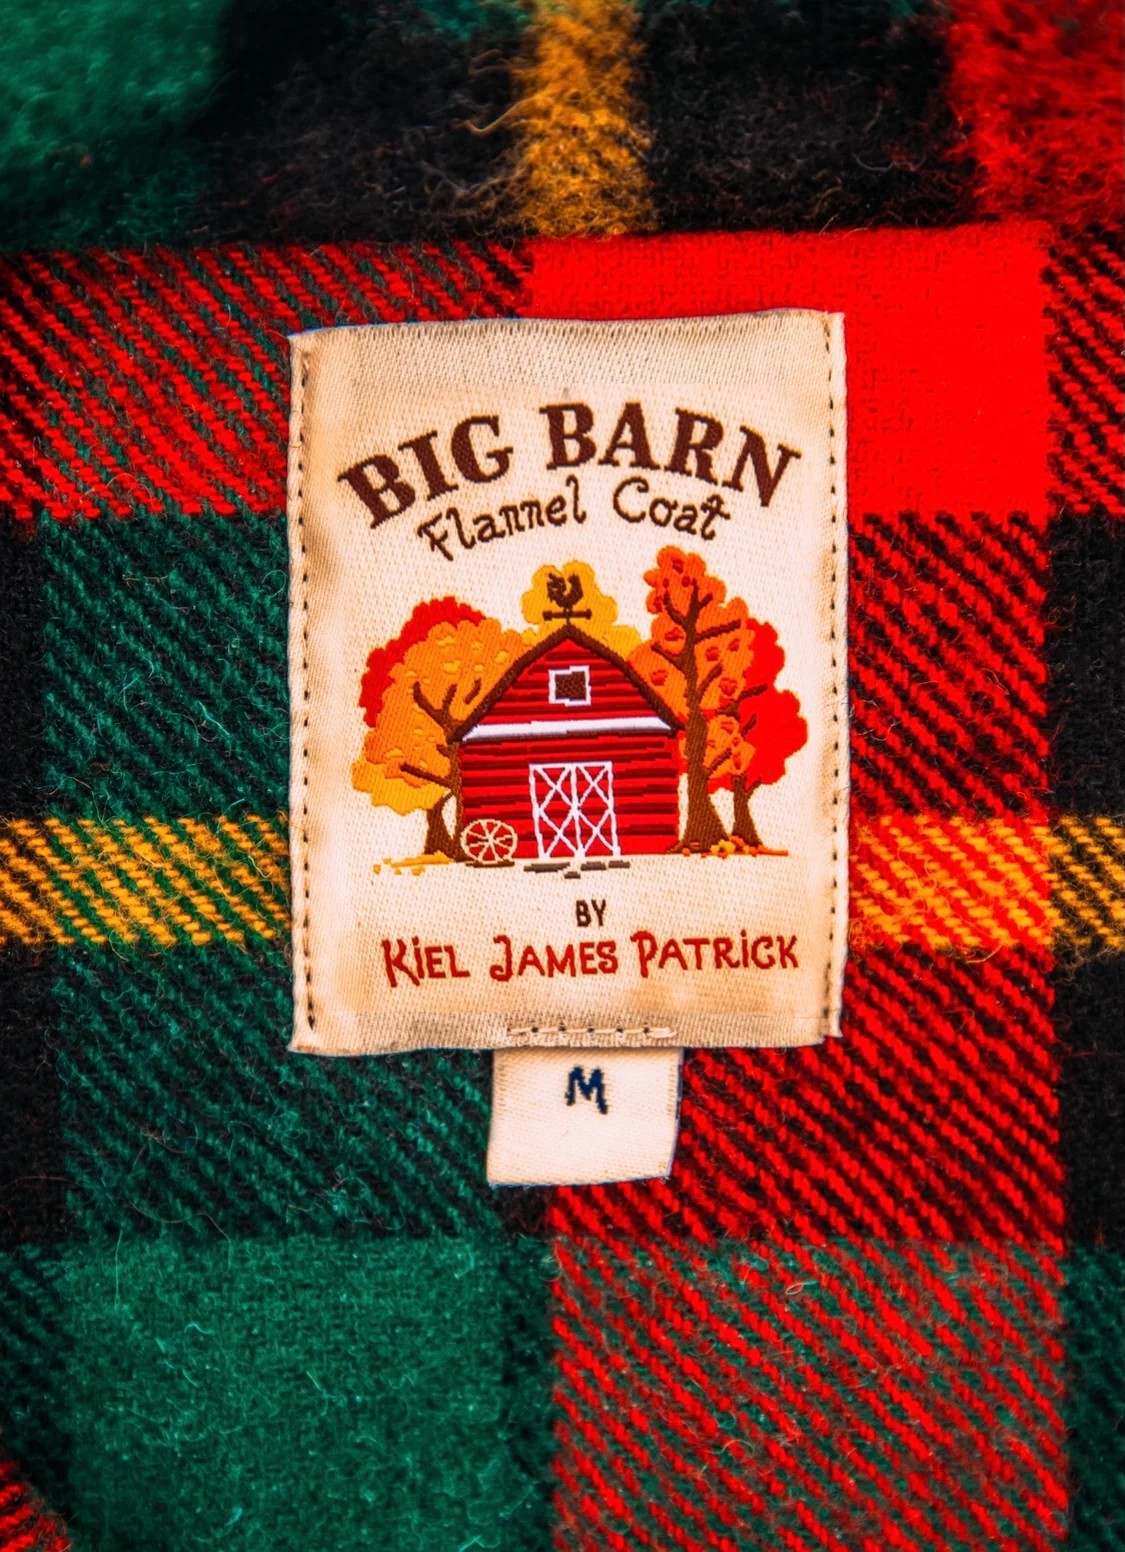 BIG BARN
Flannel Coat
BY
KIEL JAMES PATRICK
M